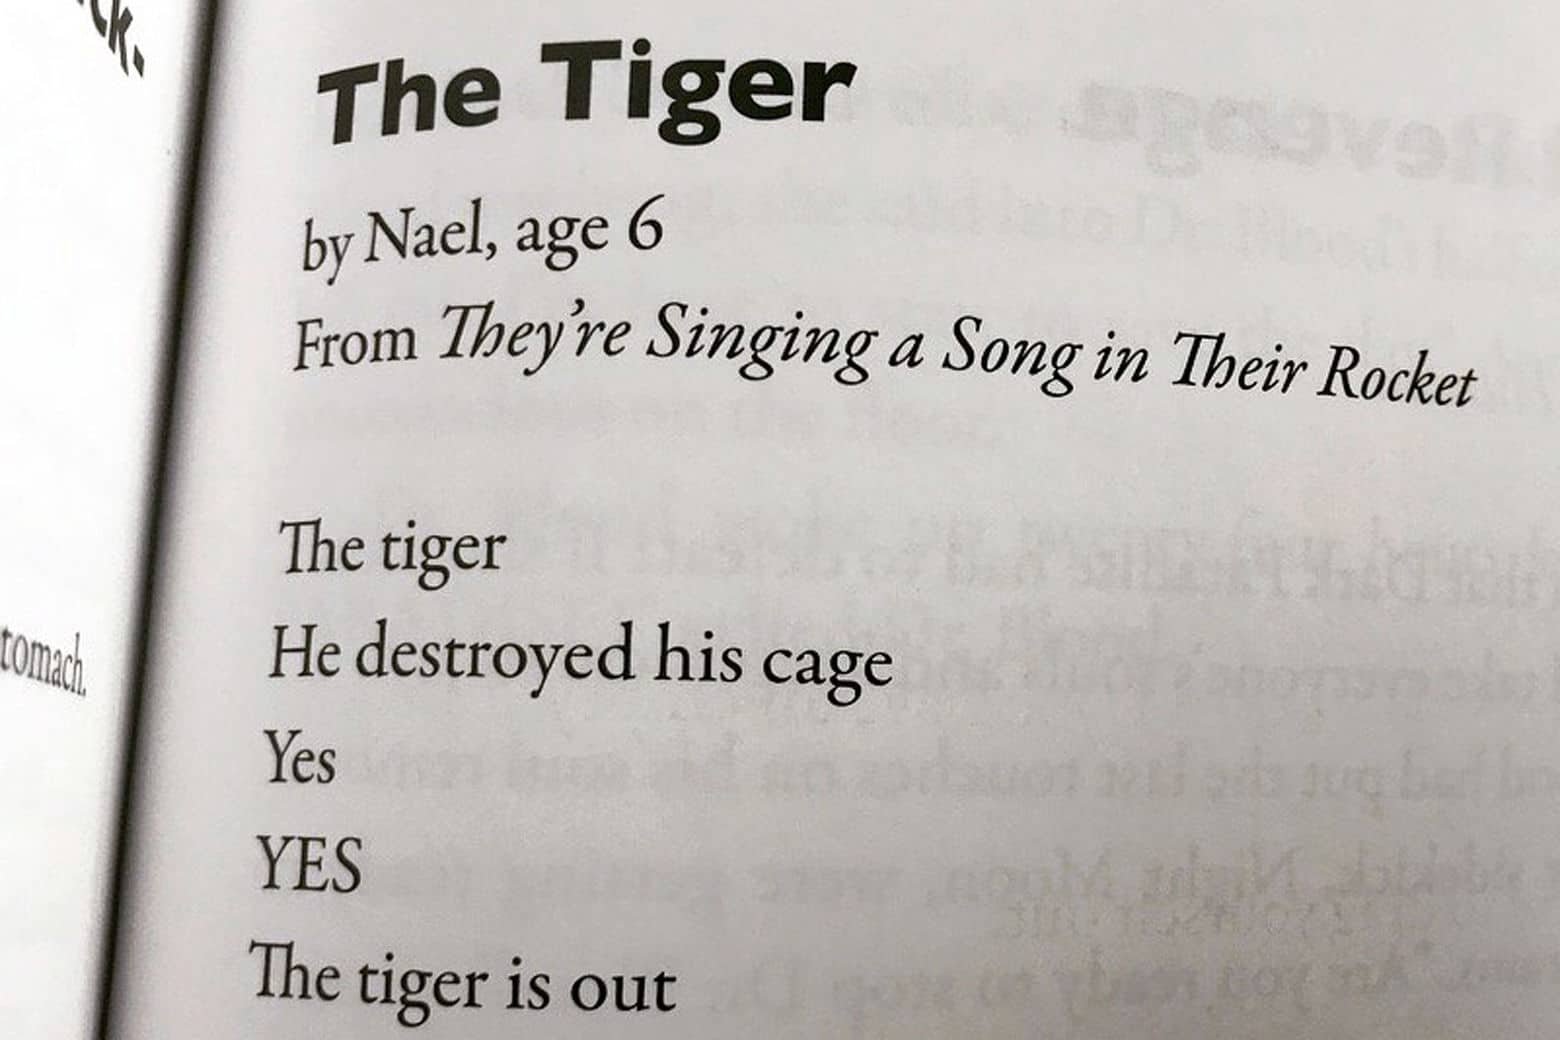 The Tiger
by Nael, age 6
From They're Singing a Song in Their Rocket
The tiger
He destroyed his cage
Yes
YES
The tiger is out
tomach.